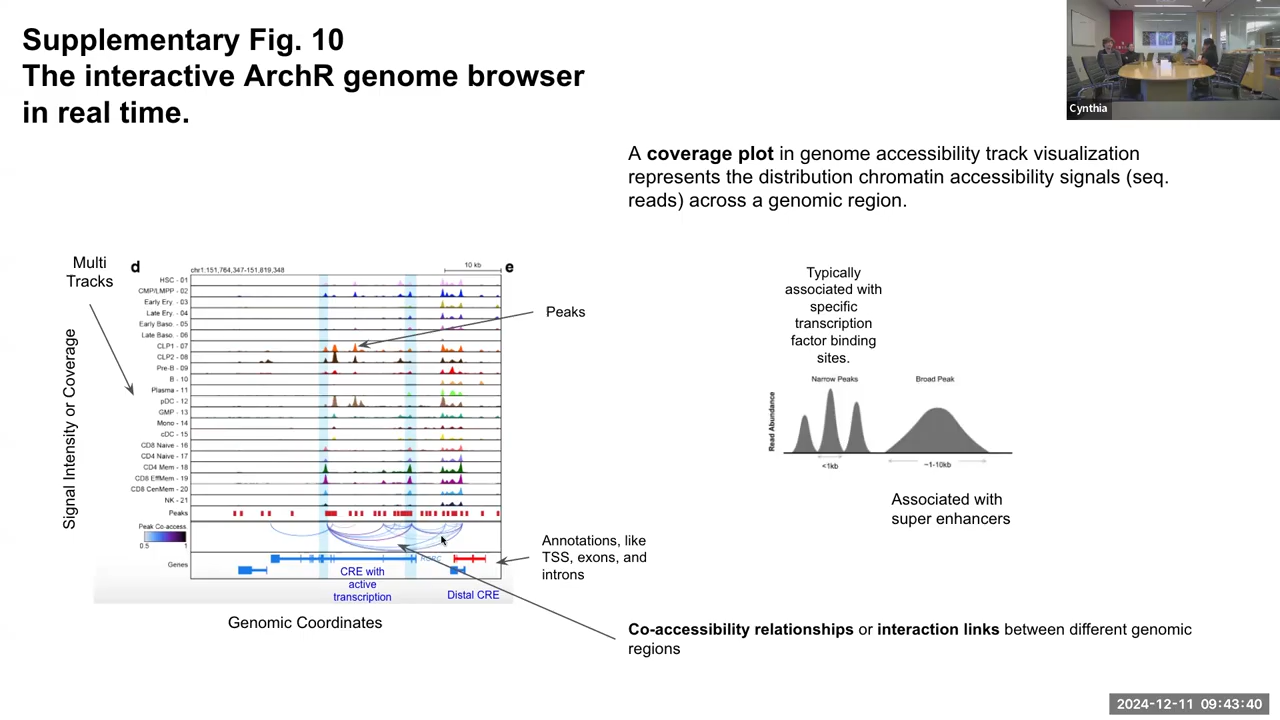 Supplementary Fig. 10
The interactive ArchR genome browser
in real time.
Cynthia
A coverage plot in genome accessibility track visualization
represents the distribution chromatin accessibility signals (seq.
reads) across a genomic region.
Multi
Tracks
d
chr1:151,764,347-151,819,348
10 kb
e
Signal Intensity or Coverage
HSC - 01
CMP/LMPP - 02
Early Ery. - 03
Late Ery. - 04
Early Baso. - 05
Late Baso. - 06
CLP1 - 07
CLP2 - 08
Pre-B - 09
B - 10
Plasma - 11
pDC - 12
GMP - 13
Mono - 14
cDC - 15
CD8 Naive - 16
CD4 Naive - 17
CD4 Mem - 18
CD8 EffMem - 19
CD8 CenMem - 20
NK - 21
Peaks
Peak Co-access
0.5
1
Genes
RORC
CRE with
active
transcription
Distal CRE
Genomic Coordinates
Peaks
Annotations, like
TSS, exons, and
introns
Co-accessibility relationships or interaction links between different genomic
regions
Typically
associated with
specific
transcription
factor binding
sites.
Narrow Peaks
Broad Peak
Read Abundance
<1kb
~1-10kb
Associated with
super enhancers
2024-12-11 09:43:40